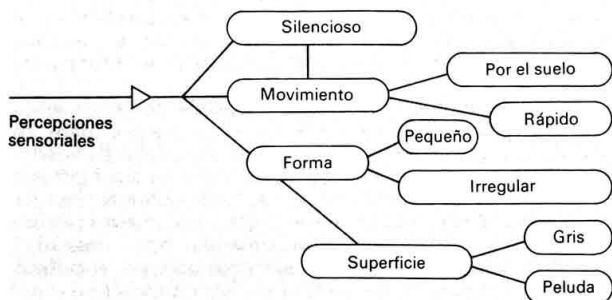 Silencioso
Por el suelo
Movimiento
Rápido
Percepciones
sensoriales
Pequeño
Forma
Irregular
Gris
Superficie
Peluda